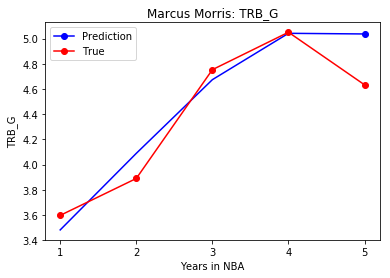 Marcus Morris: TRB_G
Prediction
True
TRB_G
5.0
4.8
4.6
4.4
4.2
4.0
3.8
3.6
3.4
1 2 3 4 5
Years in NBA